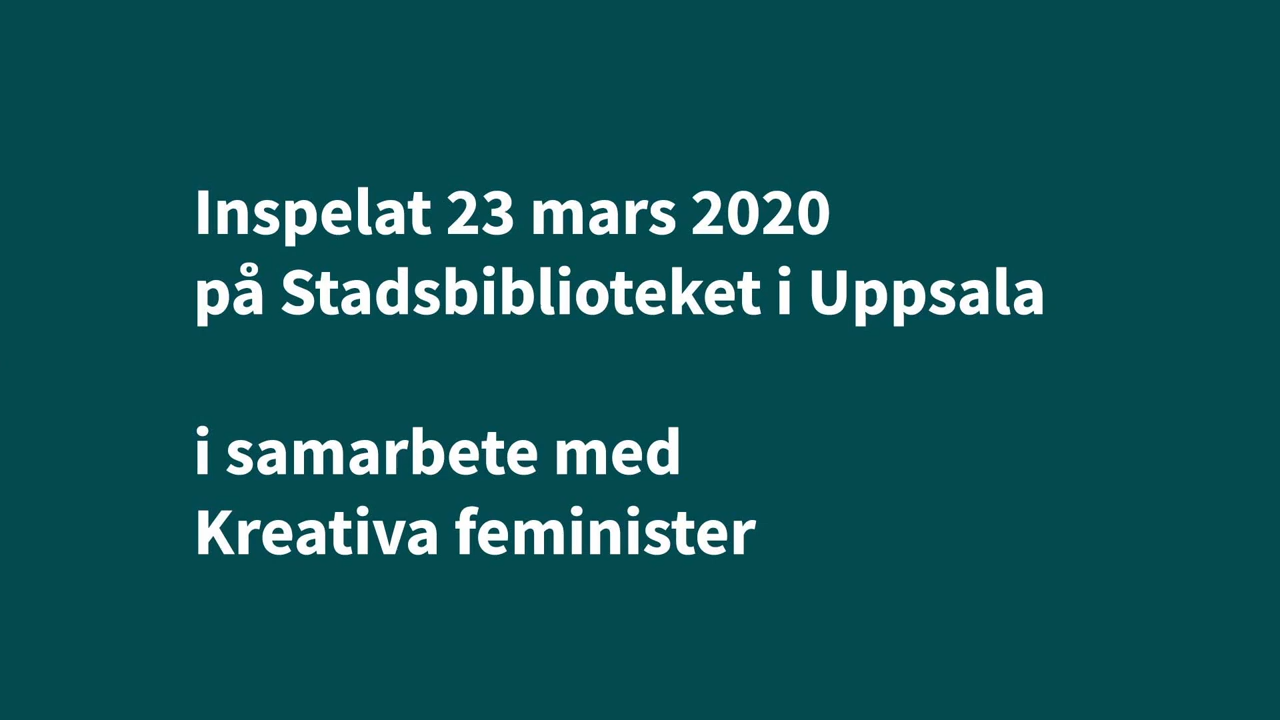 Inspelat 23 mars 2020
på Stadsbiblioteket i Uppsala
i samarbete med
Kreativa feminister